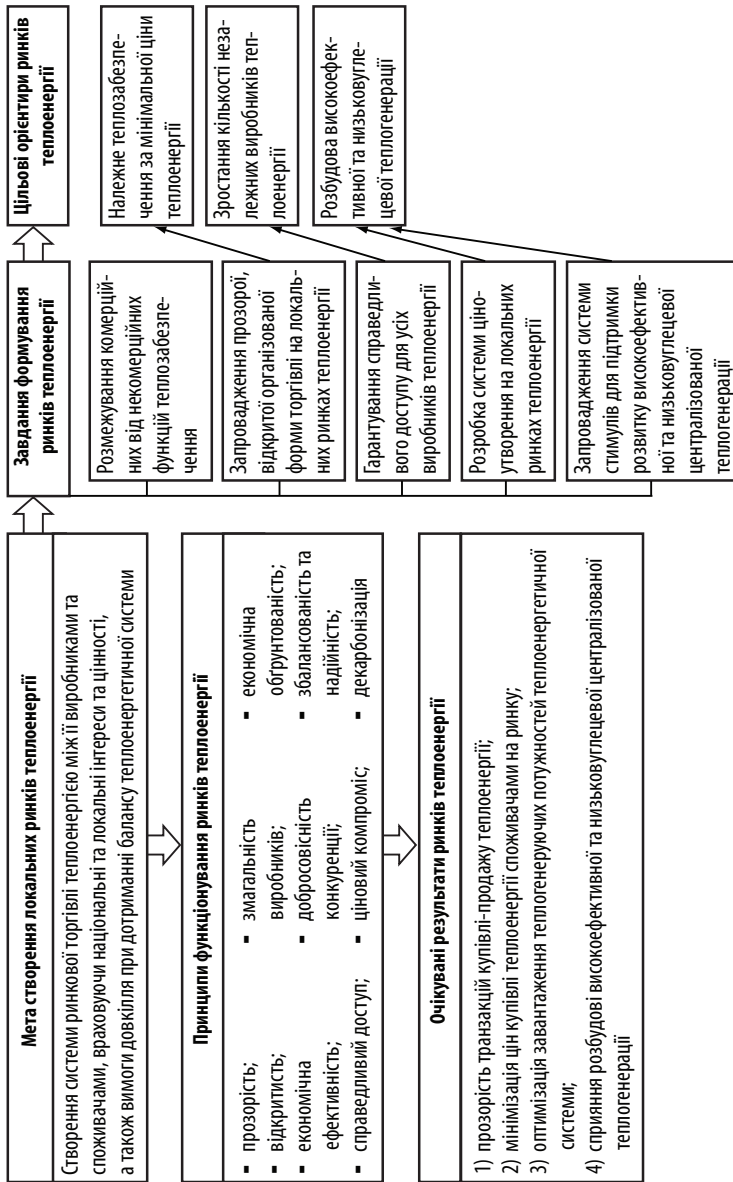 Мета створення локальних ринків теплоенергії
Створення системи ринкової торгівлі теплоенергією між її виробниками та
споживачами, враховуючи національні та локальні інтереси та цінності,
а також вимоги довкілля при дотриманні балансу теплоенергетичної системи
Принципи функціонування ринків теплоенергії
- прозорість;
- відкритість;
- економічна
ефективність;
- справедливий доступ;
- змагальність
виробників;
- добросовісність
конкуренції;
- ціновий компроміс;
- економічна
обґрунтованість;
- збалансованість та
надійність;
- декарбонізація
Очікувані результати ринків теплоенергії
1) прозорість транзакцій купівлі-продажу теплоенергії;
2) мінімізація цін купівлі теплоенергії споживачами на ринку;
3) оптимізація завантаження теплогенеруючих потужностей теплоенергетичної
системи;
4) сприяння розбудові високоефективної та низьковуглецевої централізованої
теплогенерації
Завдання формування
ринків теплоенергії
Розмежування комерцій-
них від некомерційних
функцій теплозабезпе-
чення
Запровадження прозорої,
відкритої організованої
форми торгівлі на локаль-
них ринках теплоенергії
Гарантування справедли-
вого доступу для усіх
виробників теплоенергії
Розробка системи ціно-
утворення на локальних
ринках теплоенергії
Запровадження системи
стимулів для підтримки
розвитку високоефектив-
ної та низьковуглецевої
централізованої
теплогенерації
Цільові орієнтири ринків
теплоенергії
Належне теплозабезпе-
чення за мінімальної ціни
теплоенергії
Зростання кількості неза-
лежних виробників теп-
лоенергії
Розбудова високоефек-
тивної та низьковугле-
цевої теплогенерації